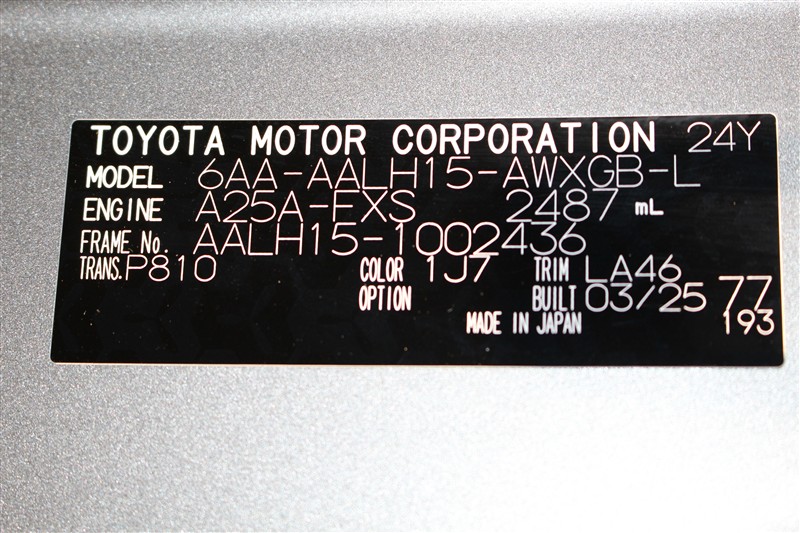 TOYOTA MOTOR CORPORATION 24Y
MODEL 6AA-AALH15-AWXGB-L
ENGINE A25A-FXS 2487 mL
FRAME No. AALH15-1002436
TRANS. P810 COLOR 1J7 TRIM LA46
OPTION BUILT 03/25 77
MADE IN JAPAN 193